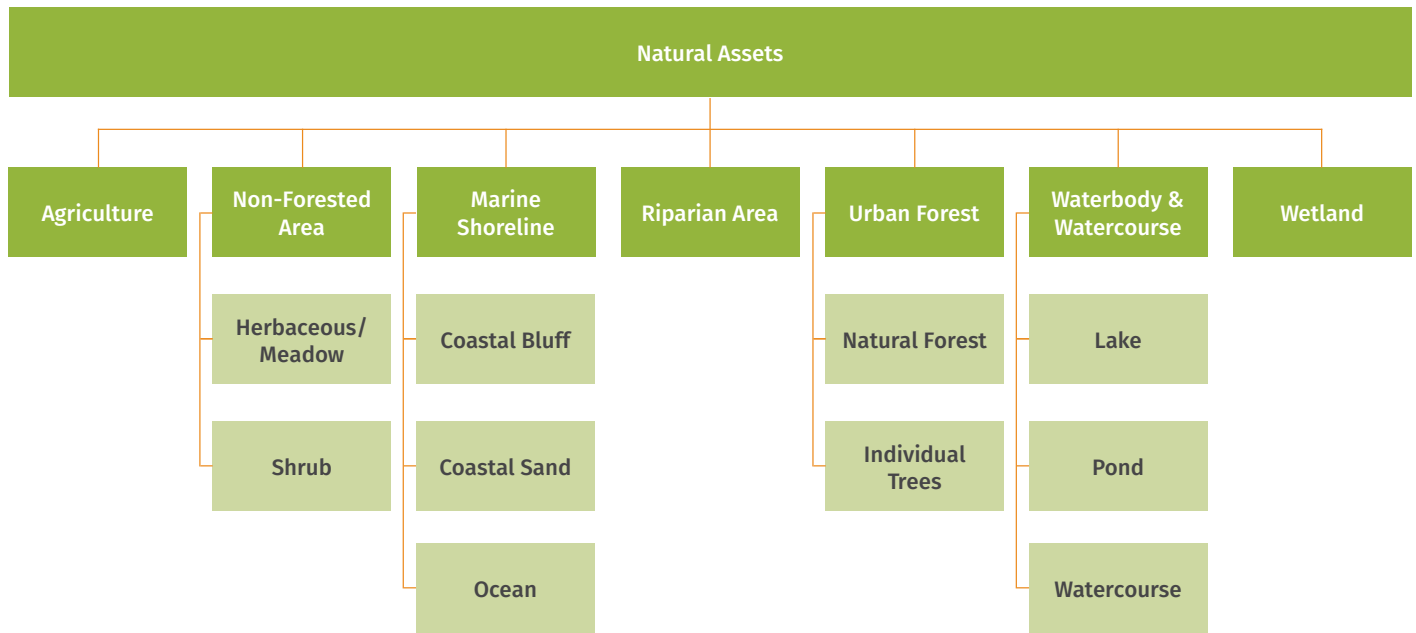 Natural Assets
Agriculture
Non-Forested
Area
Marine
Shoreline
Riparian Area
Urban Forest
Waterbody &
Watercourse
Wetland
Herbaceous/
Meadow
Coastal Bluff
Natural Forest
Lake
Shrub
Coastal Sand
Individual
Trees
Pond
Ocean
Watercourse